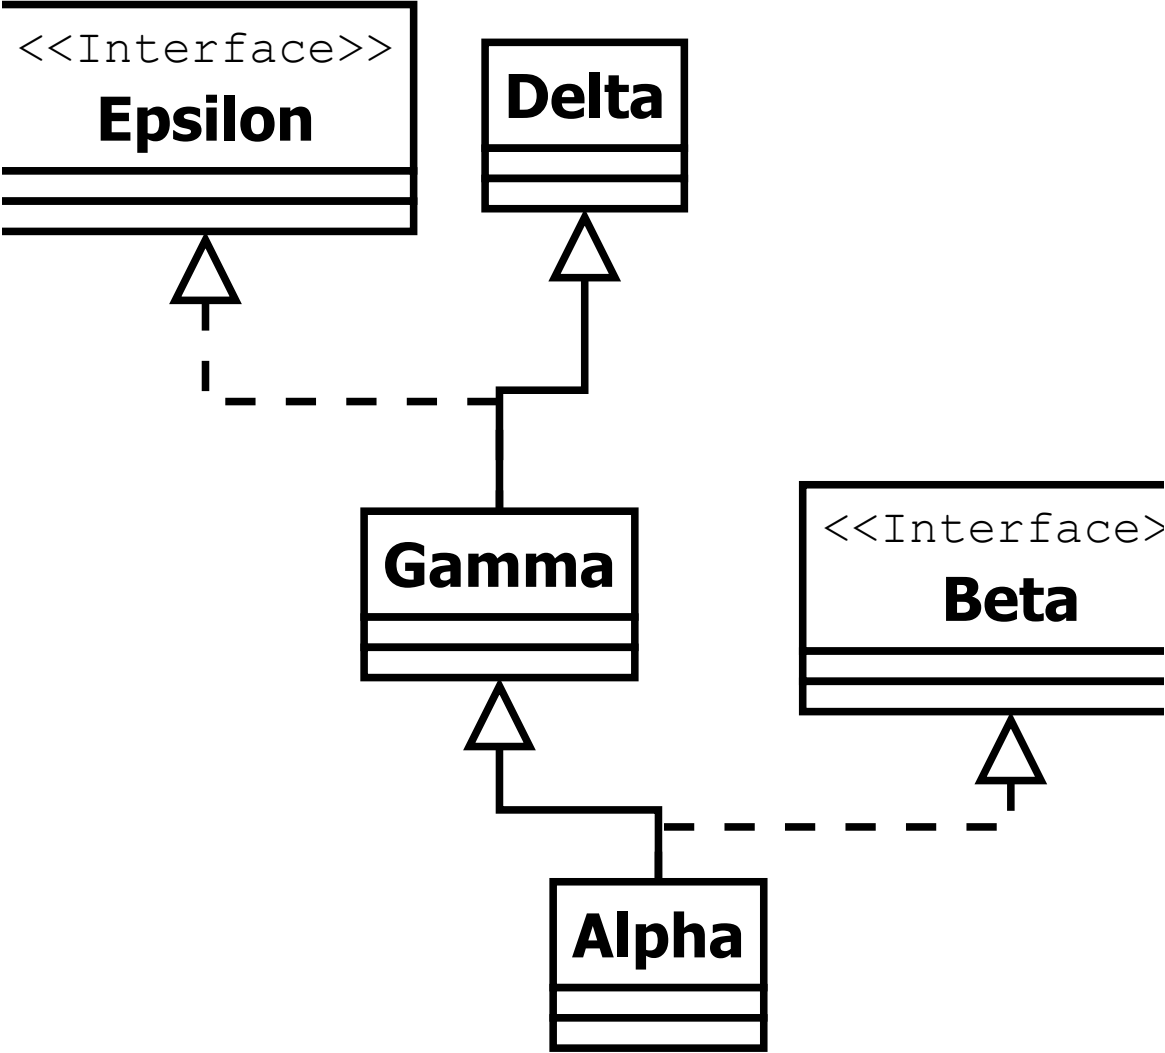 <<Interface>>
Epsilon
Delta
Gamma
<<Interface>
Beta
Alpha